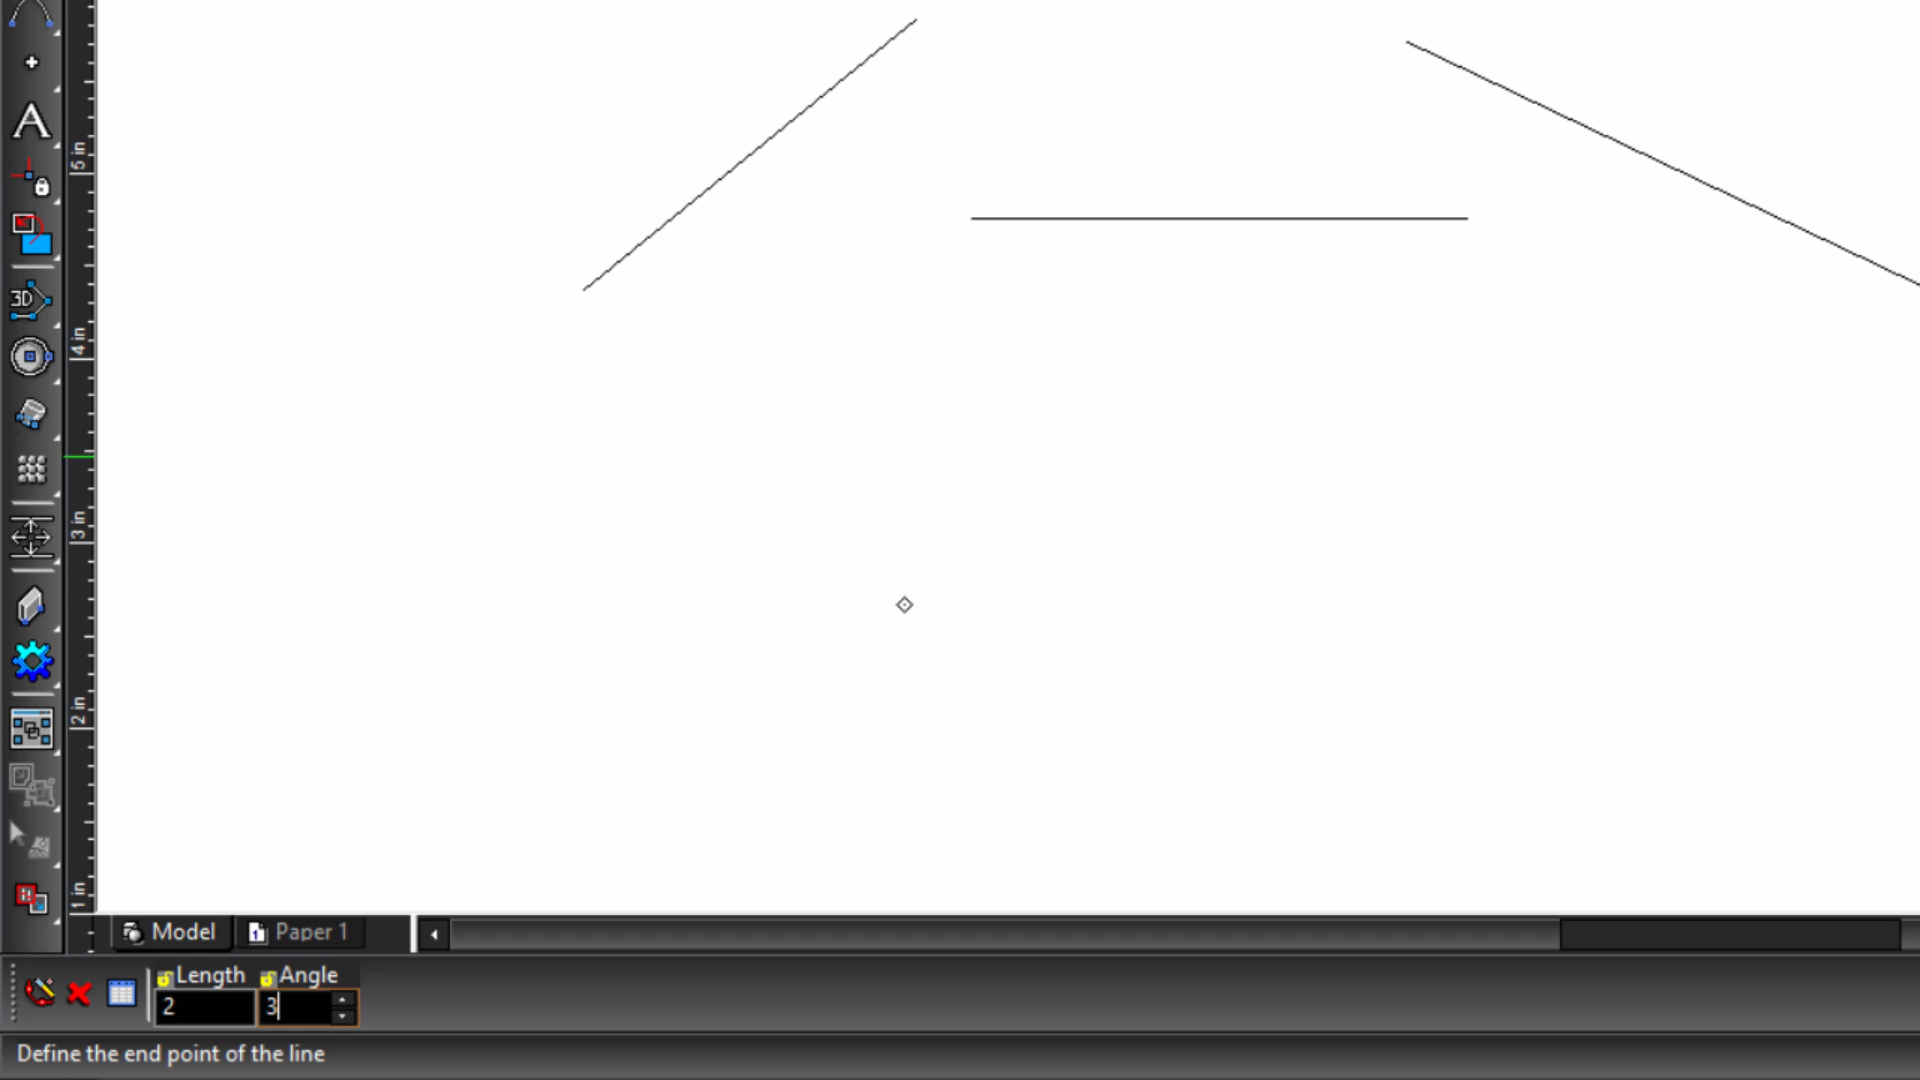 A
5 in
3D
4 in
3 in
2 in
1 in
Model
Paper 1
Length
Angle
2
3
Define the end point of the line